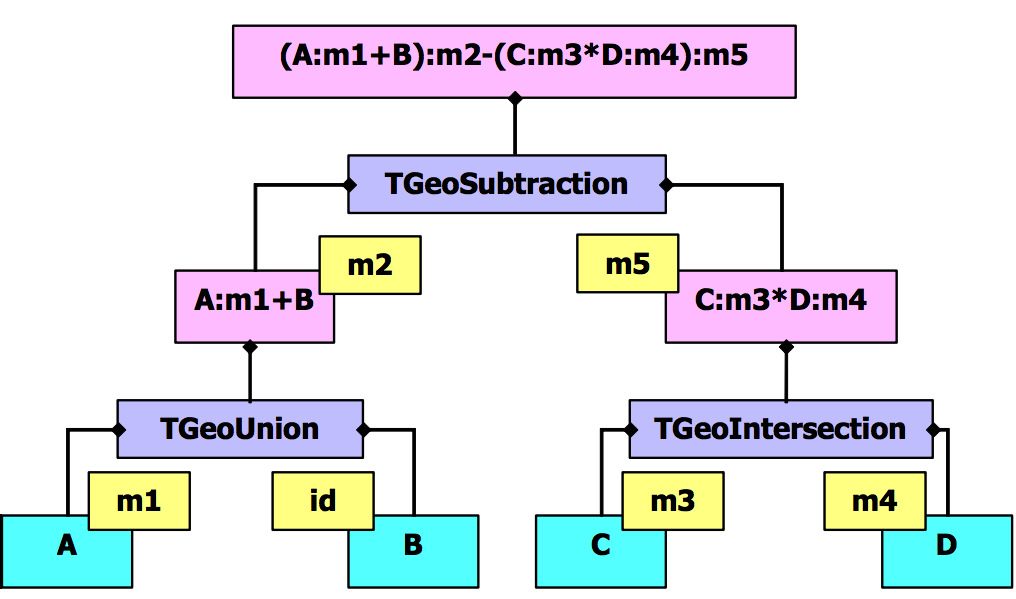 (A:m1+B):m2-(C:m3*D:m4):m5
TGeoSubtraction
m2
m5
A:m1+B
C:m3*D:m4
TGeoUnion
TGeoIntersection
m1
id
m3
m4
A
B
C
D